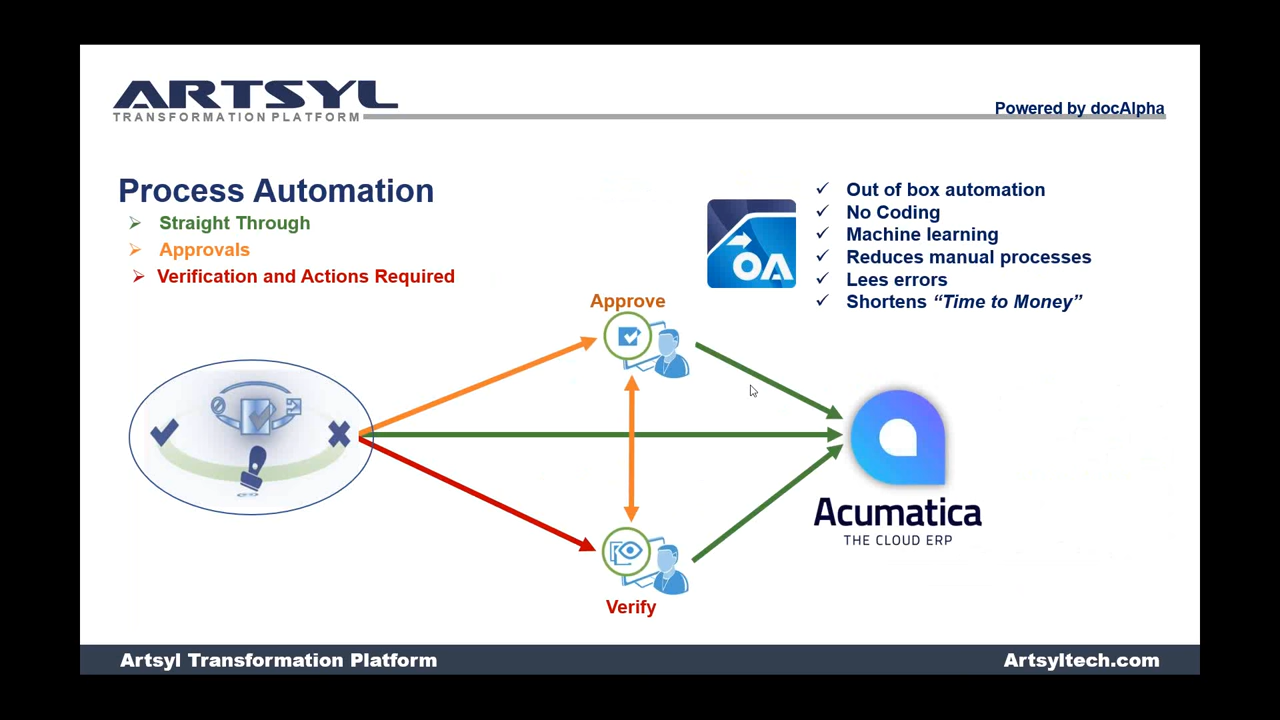 ARTSYL
TRANSFORMATION PLATFORM
Powered by docAlpha
Process Automation
Straight Through
Approvals
Verification and Actions Required
OA
Out of box automation
No Coding
Machine learning
Reduces manual processes
Lees errors
Shortens “Time to Money”
Approve
Verify
Acumatica
THE CLOUD ERP
Artsyl Transformation Platform
Artsyltech.com